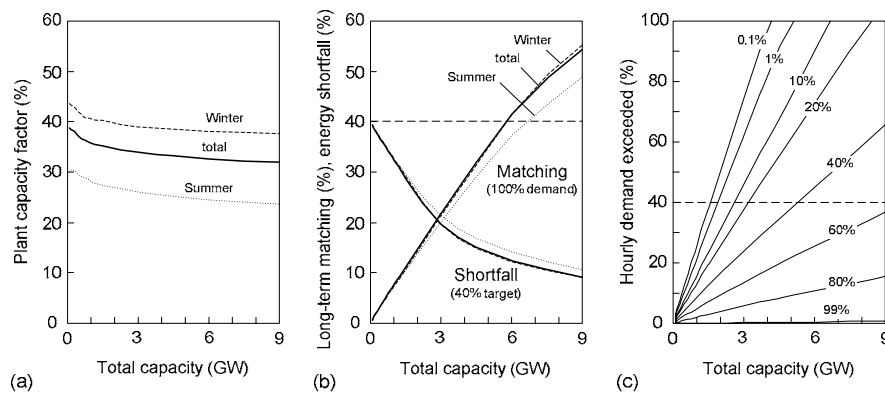 Plant capacity factor (%)
60
50
40
30
20
10
0
Winter
total
Summer
0
3
6
9
Total capacity (GW)
(a)
Long-term matching (%), energy shortfall (%)
60
50
40
30
20
10
0
Winter
total
Summer
Matching
(100% demand)
Shortfall
(40% target)
0
3
6
9
Total capacity (GW)
(b)
Hourly demand exceeded (%)
100
80
60
40
20
0
0.1%
1%
10%
20%
40%
60%
80%
99%
0
3
6
9
Total capacity (GW)
(c)